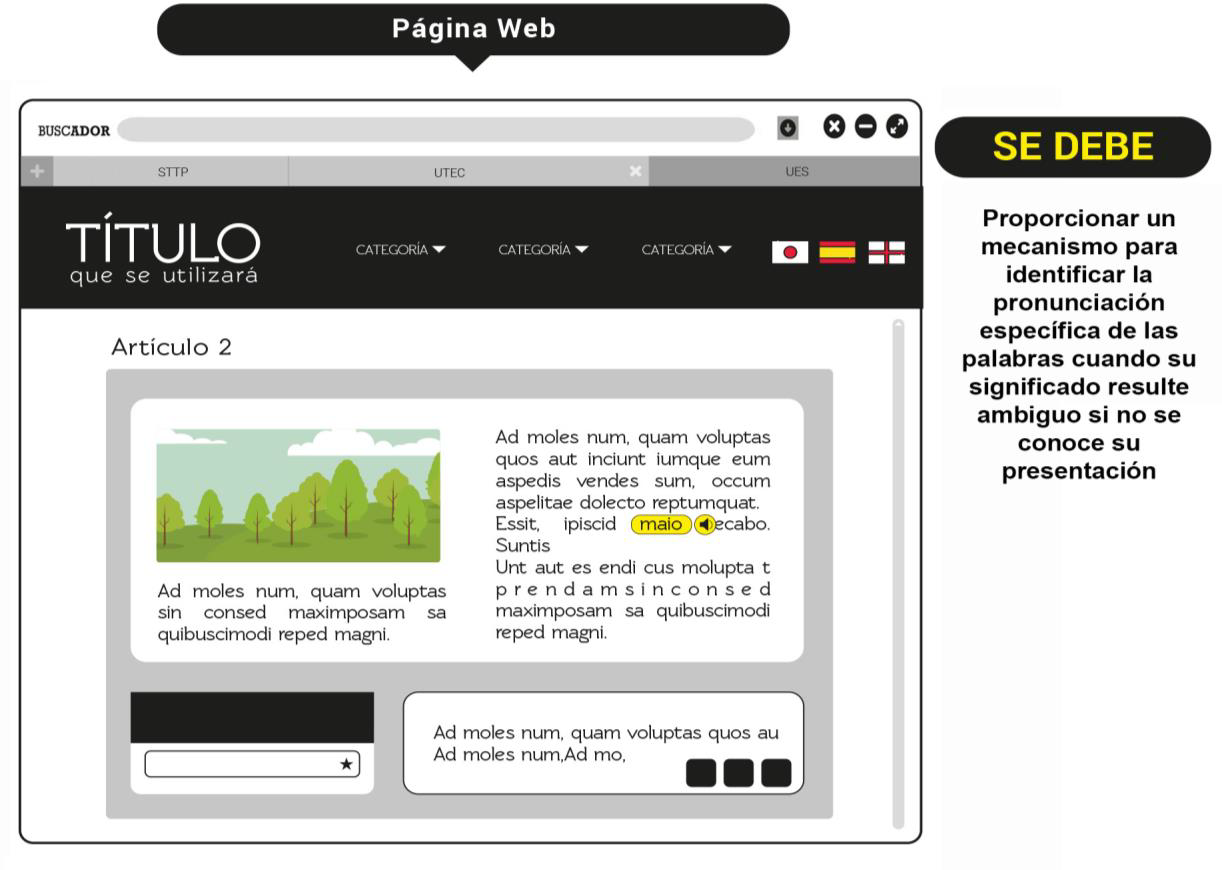 Página Web
BUSCADOR
STTP
UTEC
UES
TÍTULO
que se utilizará
CATEGORÍA
CATEGORÍA
CATEGORÍA
Artículo 2
Ad moles num, quam voluptas
sin consed maximposam sa
quibuscimodi reped magni.
Ad moles num, quam voluptas
quos aut inciunt iumque eum
aspedis vendes sum, occum
aspelitae dolecto reptumquat.
Essit, ipiscid maio ecabo.
Suntis
Unt aut es endi cus molupta t
p r e n d a m s i n c o n s e d
maximposam sa quibuscimodi
reped magni.
Ad moles num, quam voluptas quos au
Ad moles num,Ad mo,
SE DEBE
Proporcionar un
mecanismo para
identificar la
pronunciación
específica de las
palabras cuando su
significado resulte
ambiguo si no se
conoce su
presentación